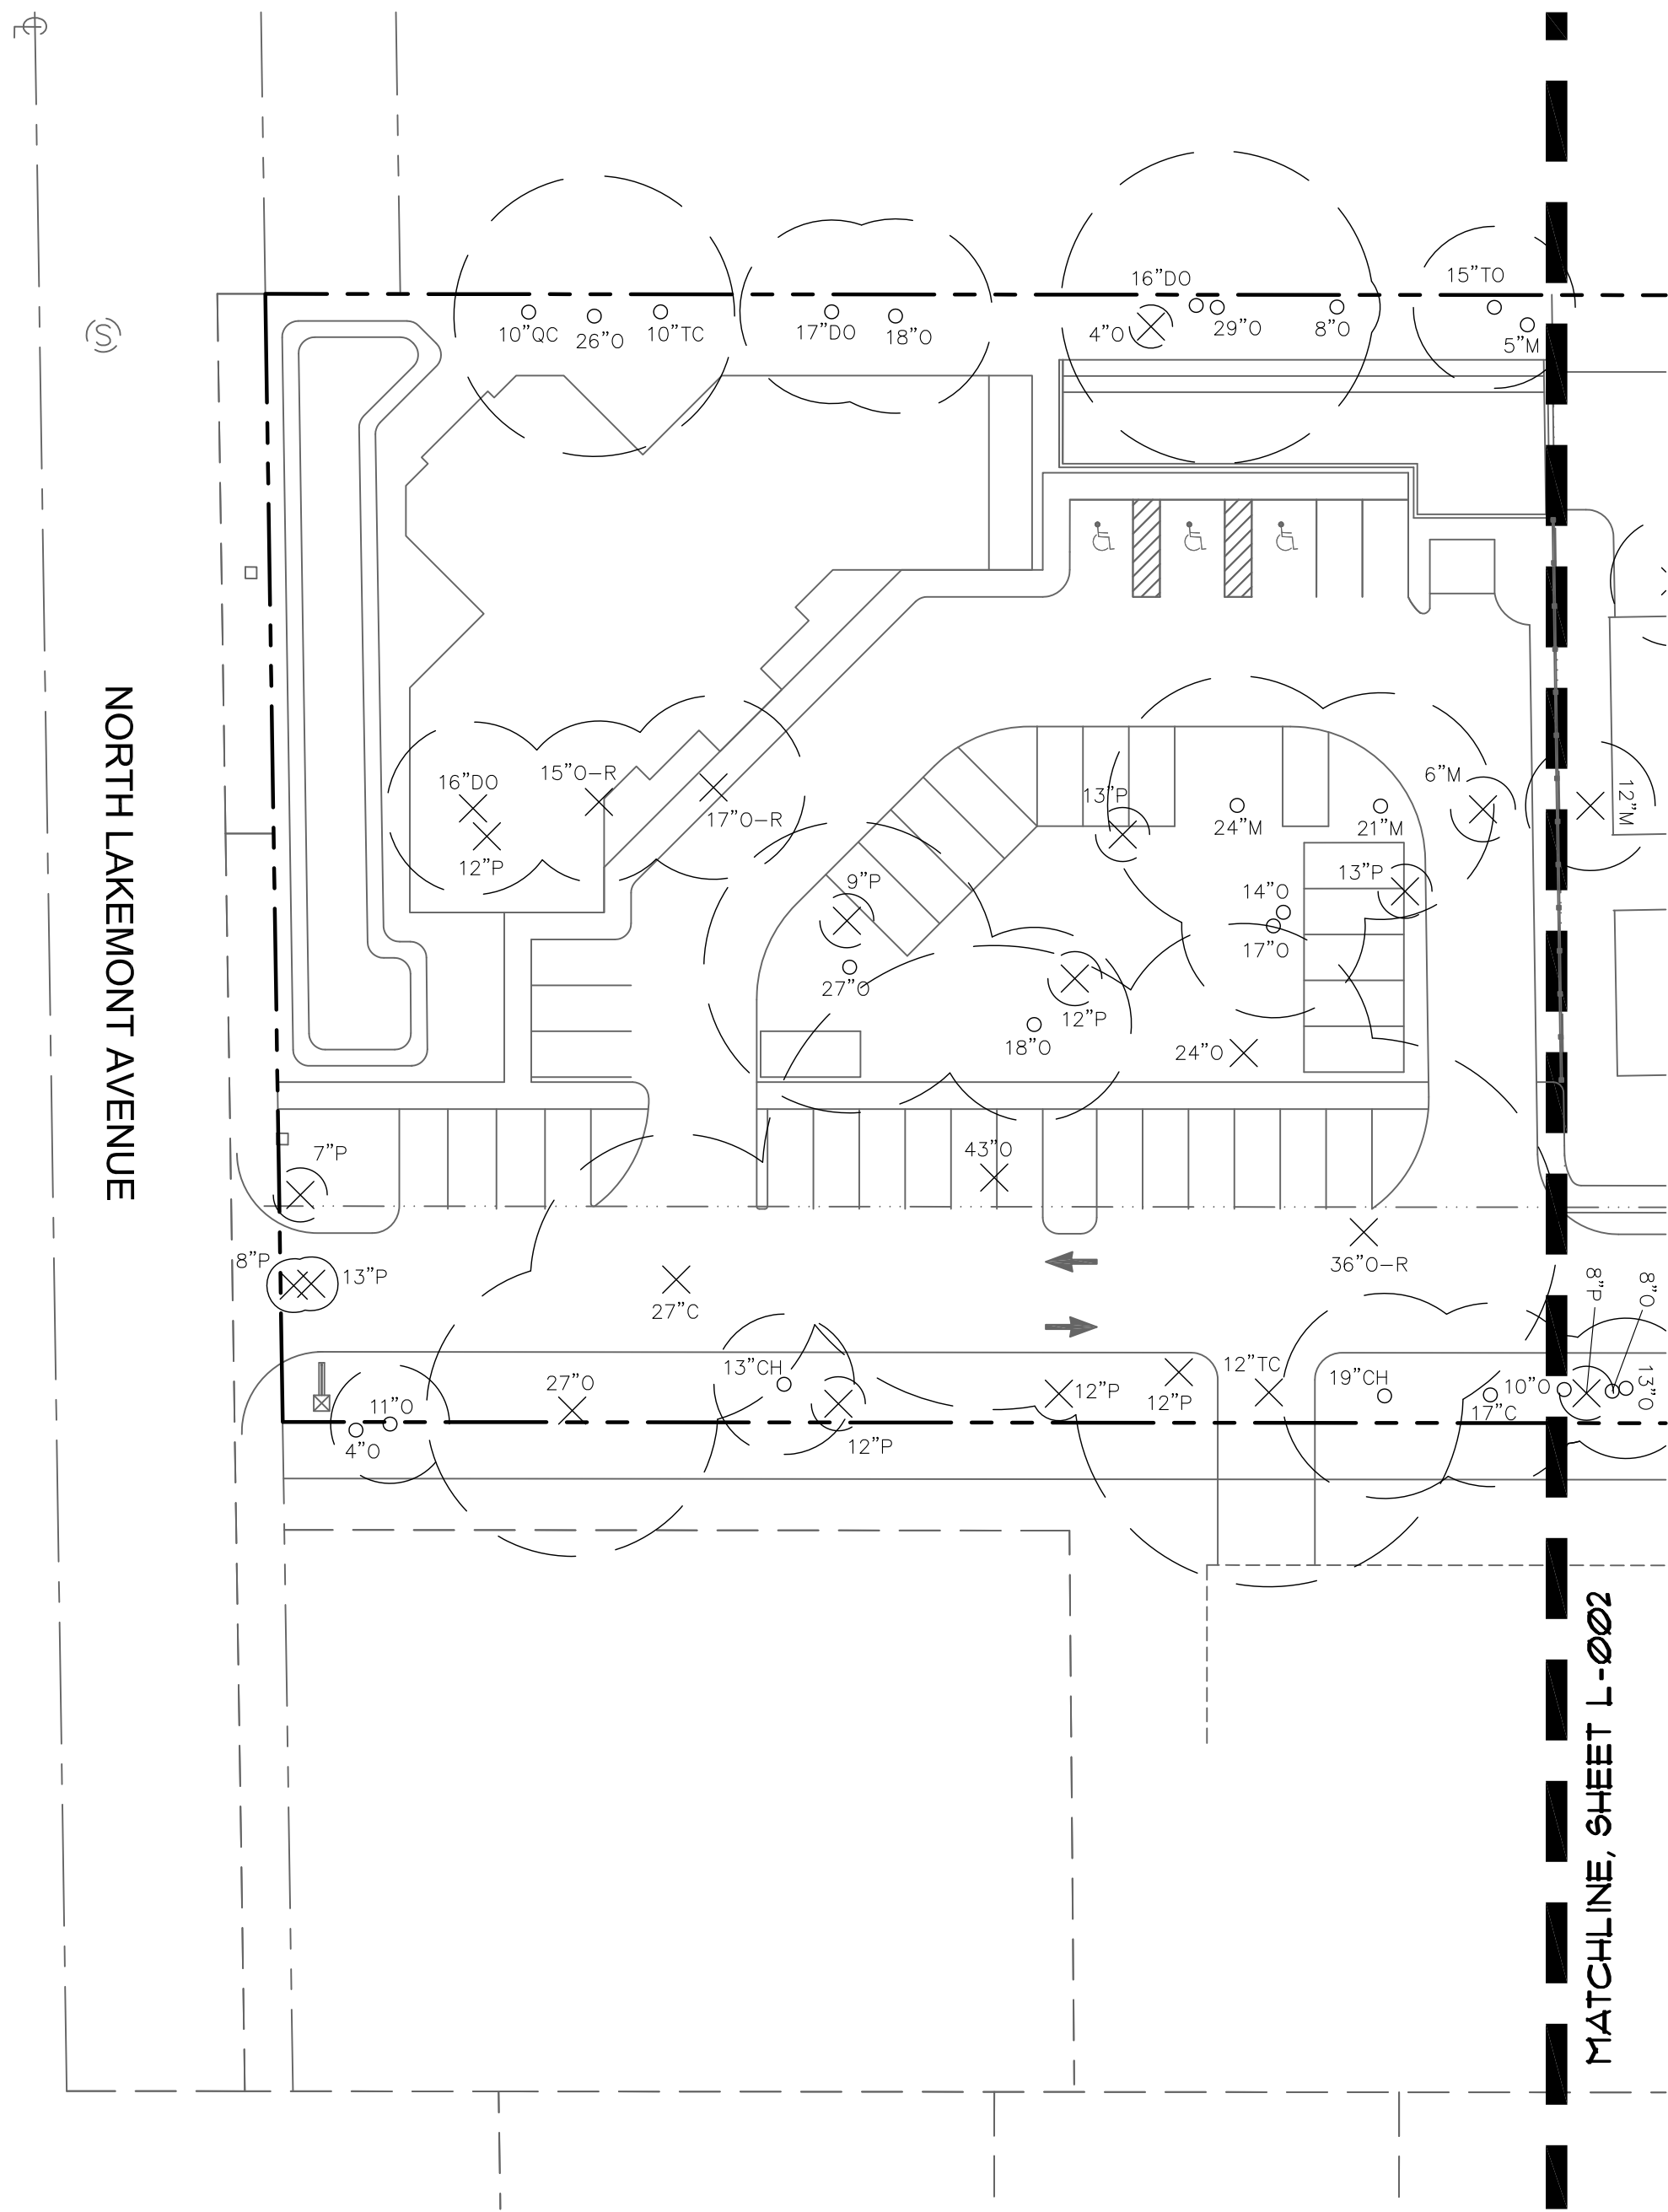 S
16"DO
15"TO
10"QC
26"O
10"TC
17"DO
18"O
4"O
29"O
8"O
5"M
NORTH LAKEMONT AVENUE
16"DO
15"O-R
17"O-R
12"P
13"P
24"M
21"M
6"M
12"M
9"P
14"O
13"P
17"O
27"O
12"P
18"O
24"O
7"P
43"O
8"P
13"P
27"C
36"O-R
8"P
8"O
13"CH
27"O
12"P
12"P
12"TC
19"CH
10"O
13"O
11"O
4"O
12"P
17"C
MATCHLINE, SHEET L-002